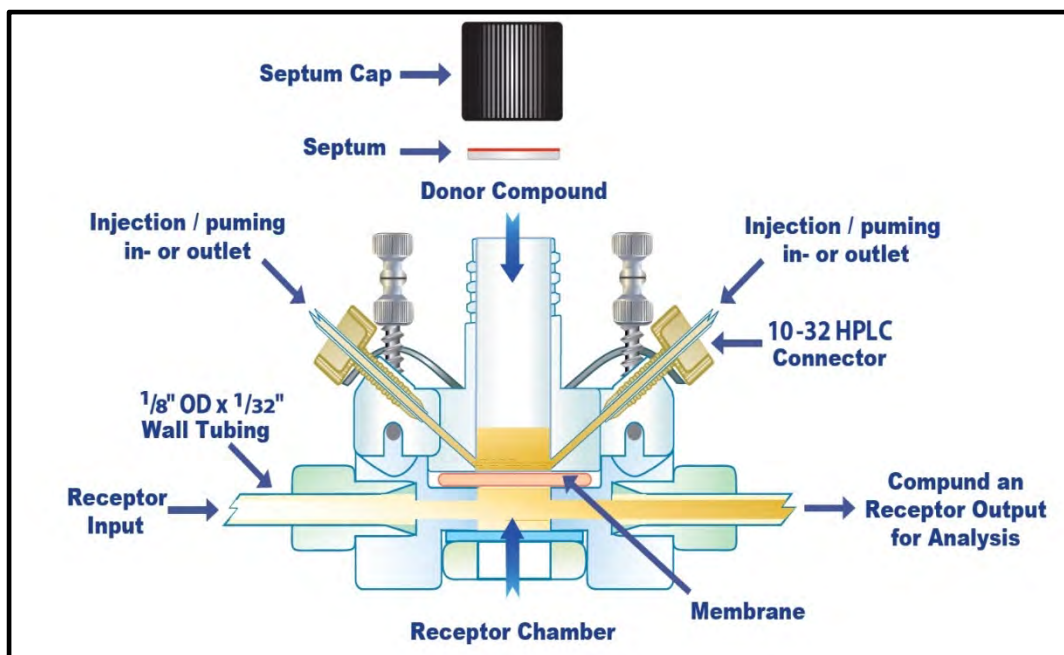 Septum Cap
Septum
Donor Compound
Injection / puming
in- or outlet
Injection / puming
in- or outlet
10-32 HPLC
Connector
1/8" OD x 1/32"
Wall Tubing
Receptor
Input
Compund an
Receptor Output
for Analysis
Membrane
Receptor Chamber